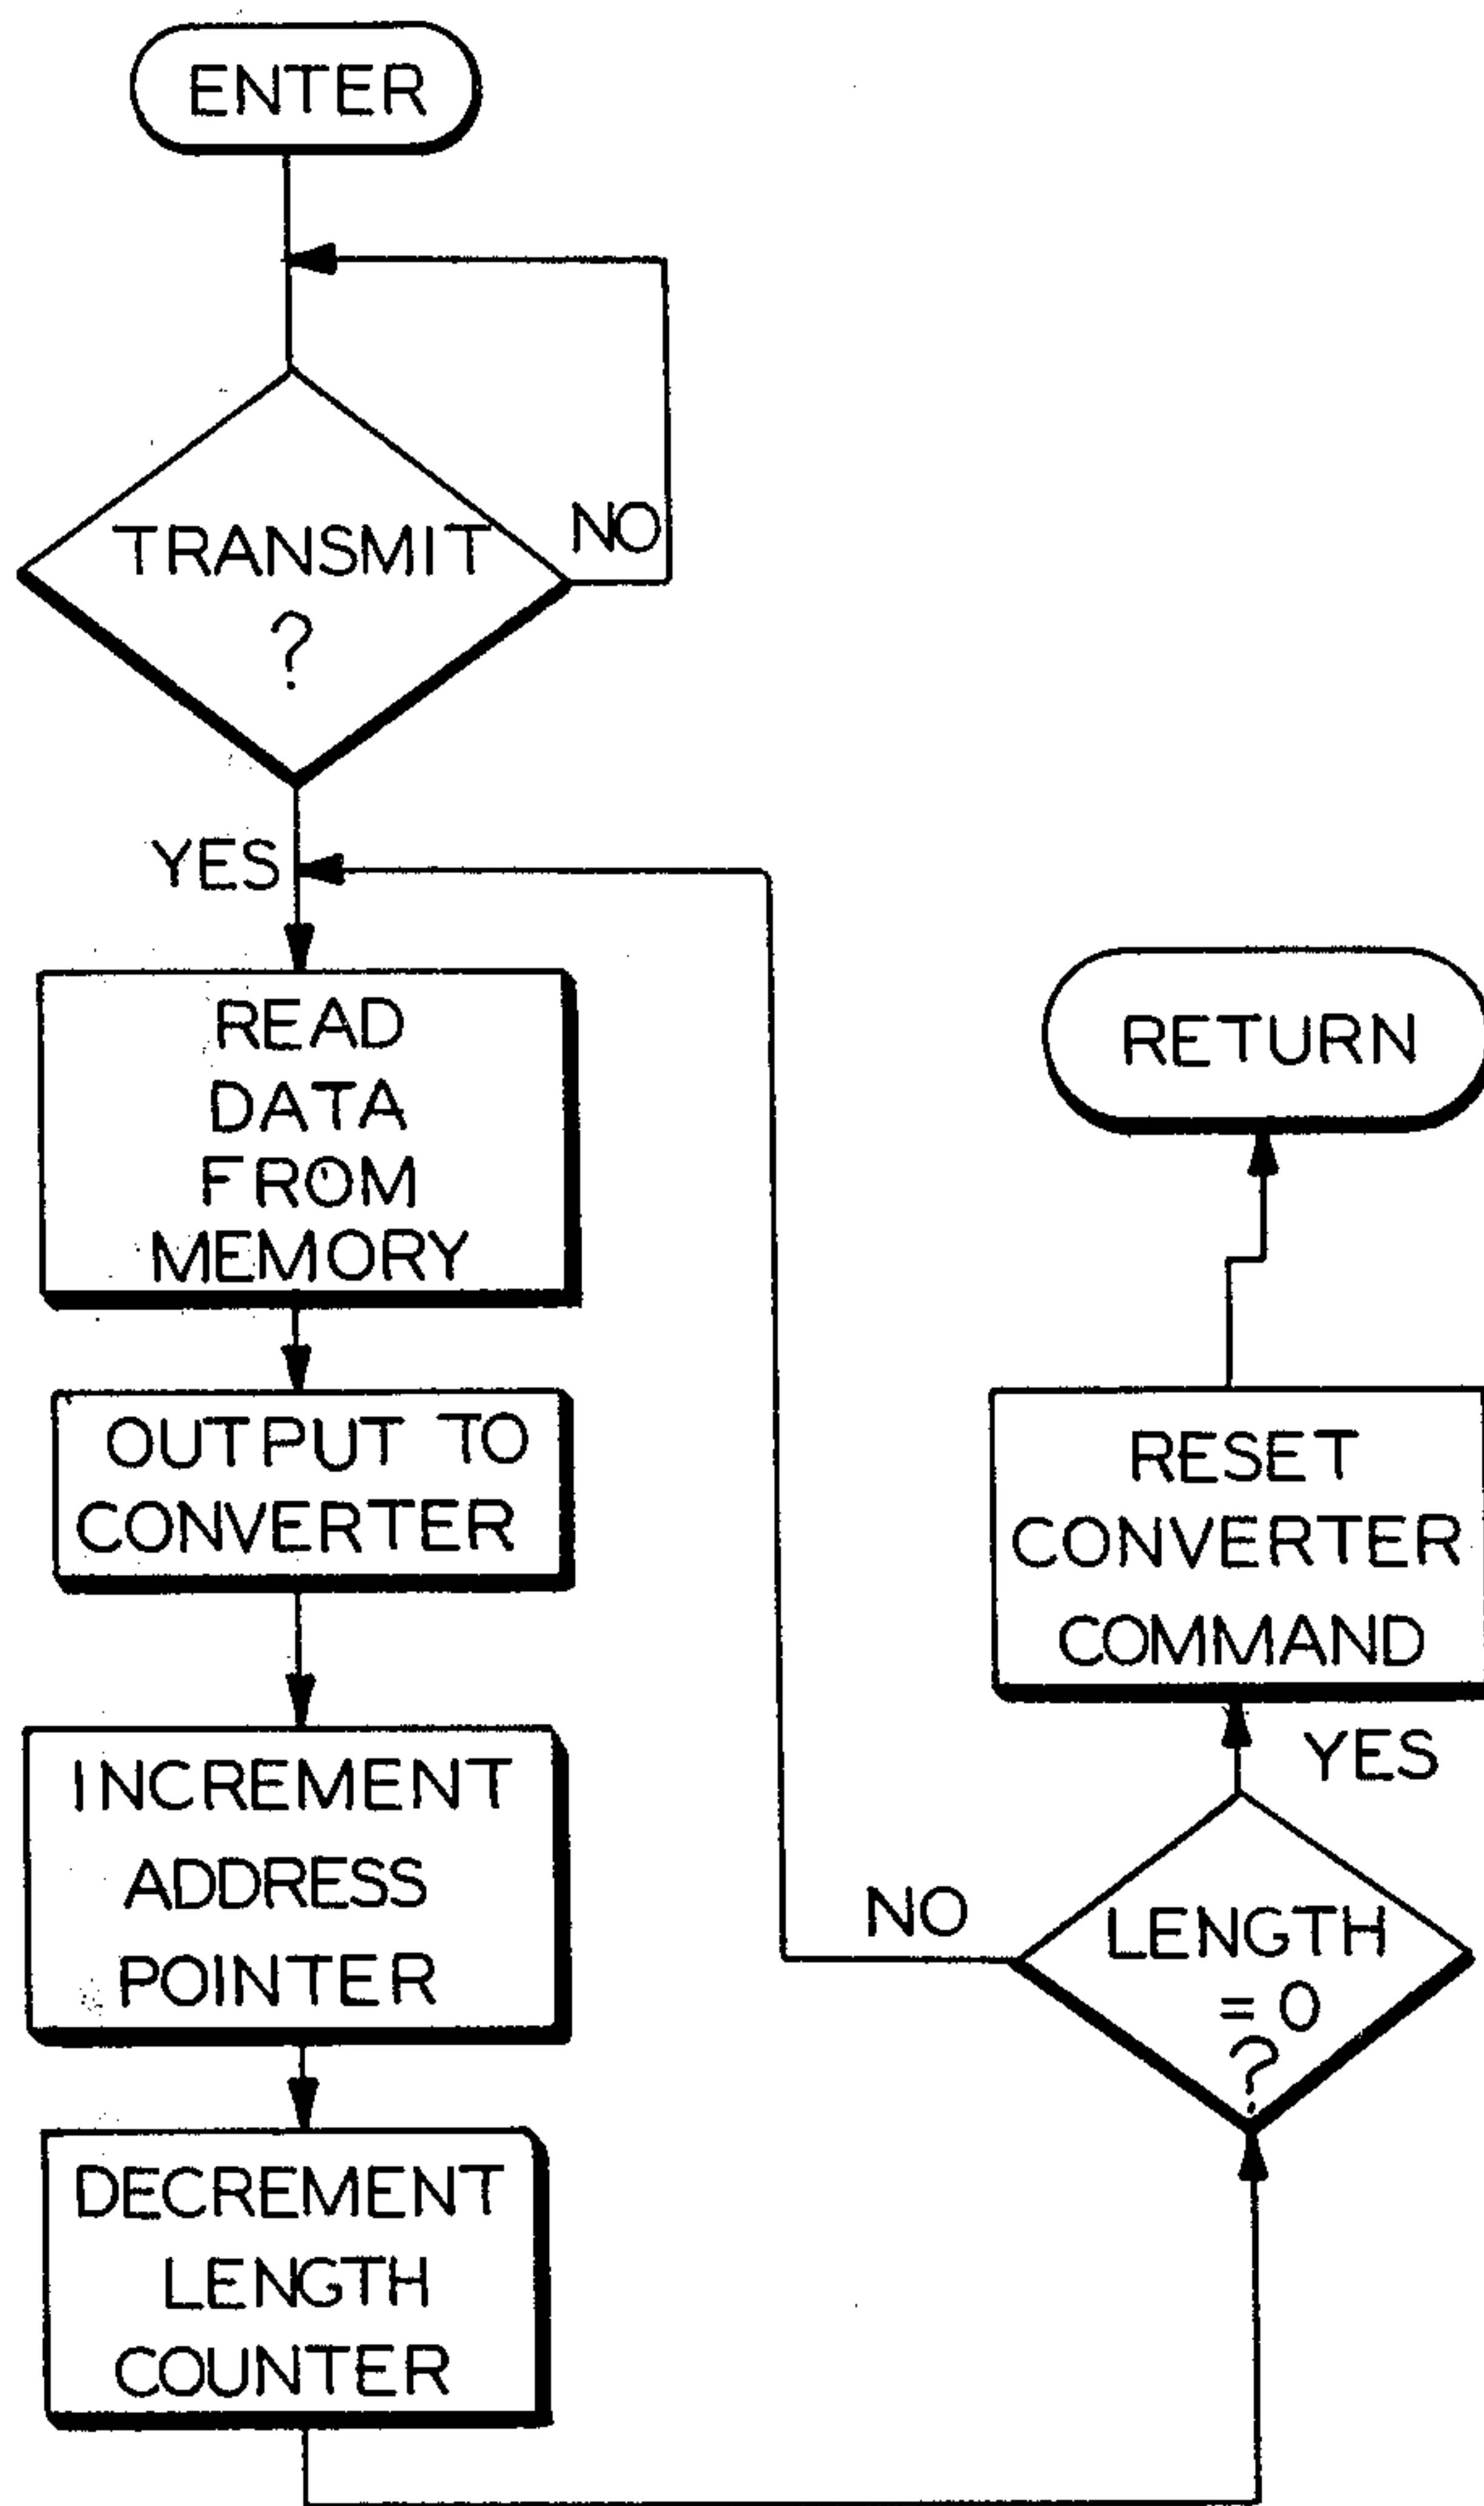 ENTER
TRANSMIT
?
NO
YES
READ
DATA
FROM
MEMORY
OUTPUT TO
CONVERTER
INCREMENT
ADDRESS
POINTER
DECREMENT
LENGTH
COUNTER
LENGTH
= 0
?
NO
YES
RESET
CONVERTER
COMMAND
RETURN